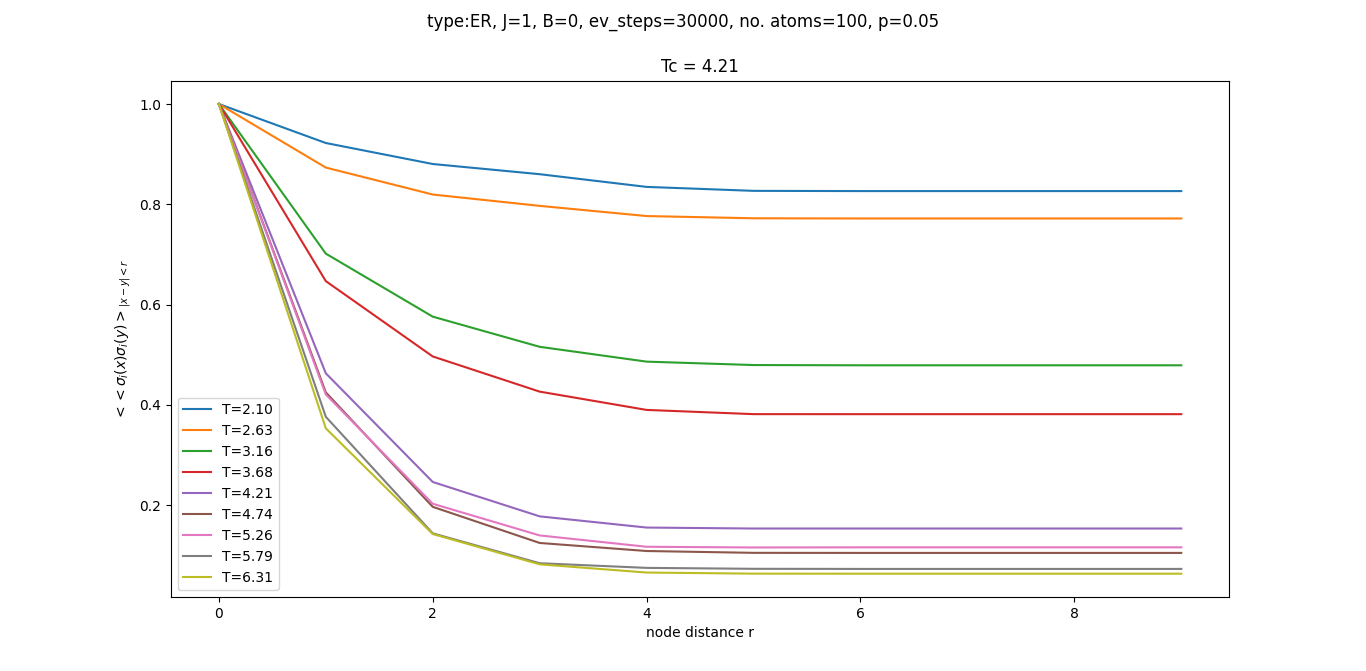 type:ER, J=1, B=0, ev_steps=30000, no. atoms=100, p=0.05
Tc = 4.21
1.0
0.8
0.6
0.4
0.2
< < σᵢ(x)σᵢ(y) > |x − y| < r
T=2.10
T=2.63
T=3.16
T=3.68
T=4.21
T=4.74
T=5.26
T=5.79
T=6.31
0 2 4 6 8
node distance r